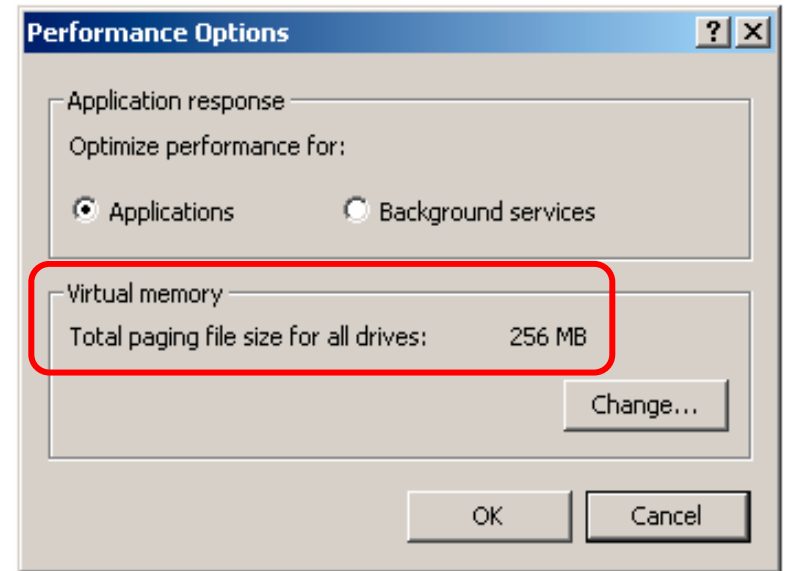 Performance Options
Application response
Optimize performance for:
Applications Background services
Virtual memory
Total paging file size for all drives: 256 MB
Change...
OK Cancel